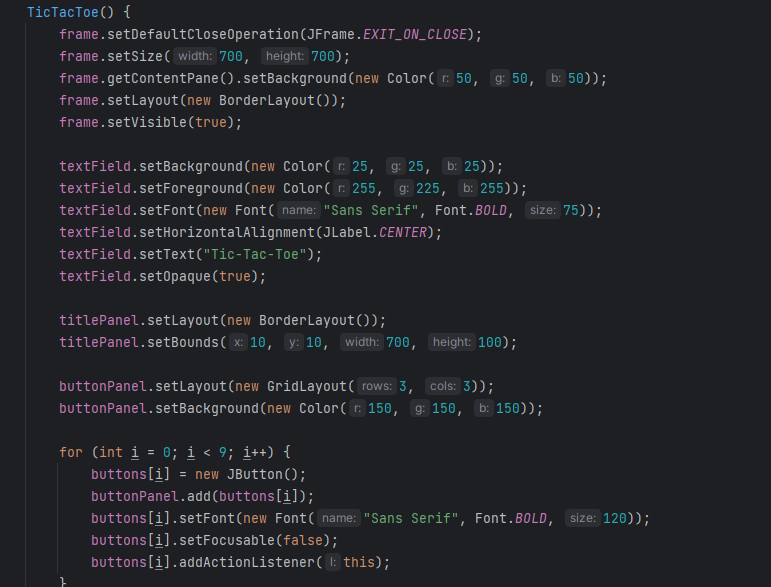 TicTacToe() {
frame.setDefaultCloseOperation(JFrame.EXIT_ON_CLOSE);
frame.setSize( width: 700, height: 700);
frame.getContentPane().setBackground(new Color( r: 50, g: 50, b: 50));
frame.setLayout(new BorderLayout());
frame.setVisible(true);
textField.setBackground(new Color( r: 25, g: 25, b: 25));
textField.setForeground(new Color( r: 255, g: 225, b: 255));
textField.setFont(new Font( name: "Sans Serif", Font.BOLD, size: 75));
textField.setHorizontalAlignment(JLabel.CENTER);
textField.setText("Tic-Tac-Toe");
textField.setOpaque(true);
titlePanel.setLayout(new BorderLayout());
titlePanel.setBounds( x: 10, y: 10, width: 700, height: 100);
buttonPanel.setLayout(new GridLayout( rows: 3, cols: 3));
buttonPanel.setBackground(new Color( r: 150, g: 150, b: 150));
for (int i = 0; i < 9; i++) {
buttons[i] = new JButton();
buttonPanel.add(buttons[i]);
buttons[i].setFont(new Font( name: "Sans Serif", Font.BOLD, size: 120));
buttons[i].setFocusable(false);
buttons[i].addActionListener( l: this);
}